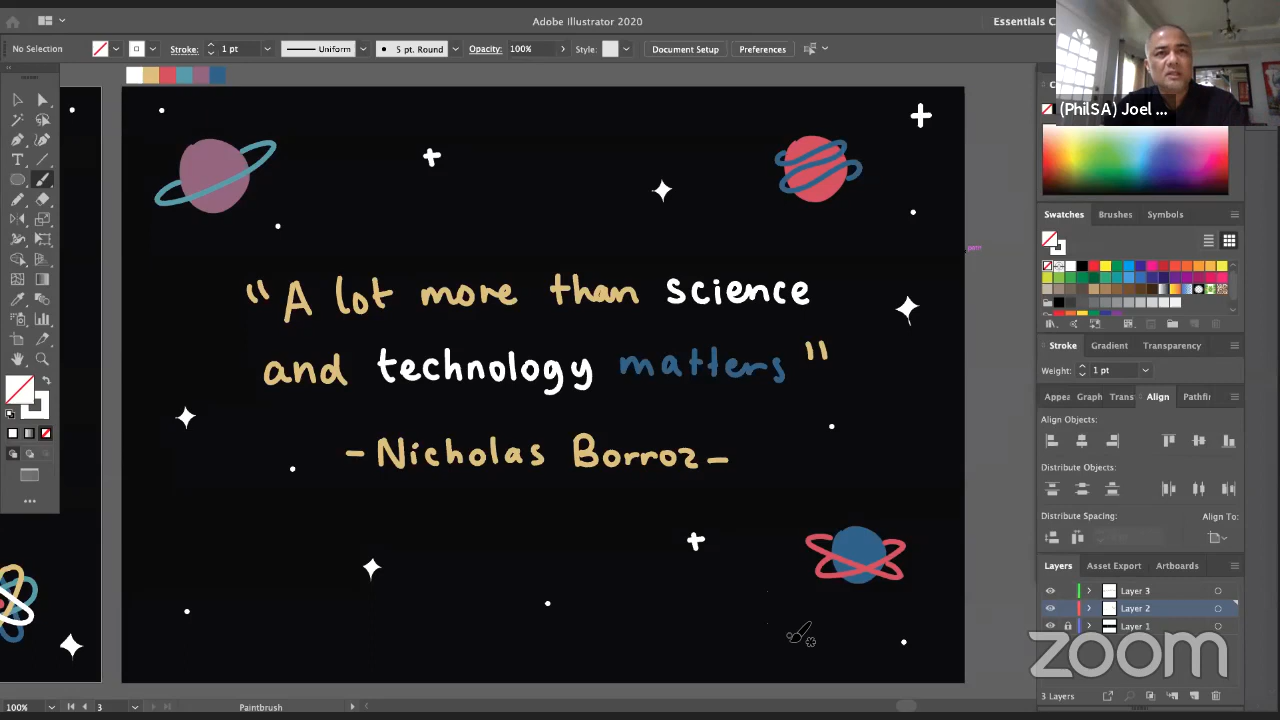 Adobe Illustrator 2020
Essentials C
No Selection
Stroke:
1 pt
Uniform
5 pt. Round
Opacity:
100%
Style:
Document Setup
Preferences
(PhilSA) Joel ...
"A lot more than science
and technology matters"
-Nicholas Borroz-
Swatches
Brushes
Symbols
Stroke
Gradient
Transparency
Weight:
1 pt
Appe
Graph
Trans
Align
Pathfi
Align Objects:
Distribute Objects:
Distribute Spacing:
Align To:
Layers
Asset Export
Artboards
Layer 3
Layer 2
Layer 1
zoom
3 Layers
100%
3
Paintbrush